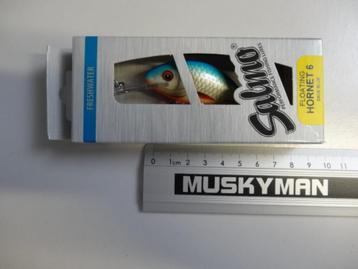 FRESHWATER
Salmo
FLOATING
HORNET 6
0 1cm 2 3 4 5 6 7 8 9 10 11
MUSKYMAN